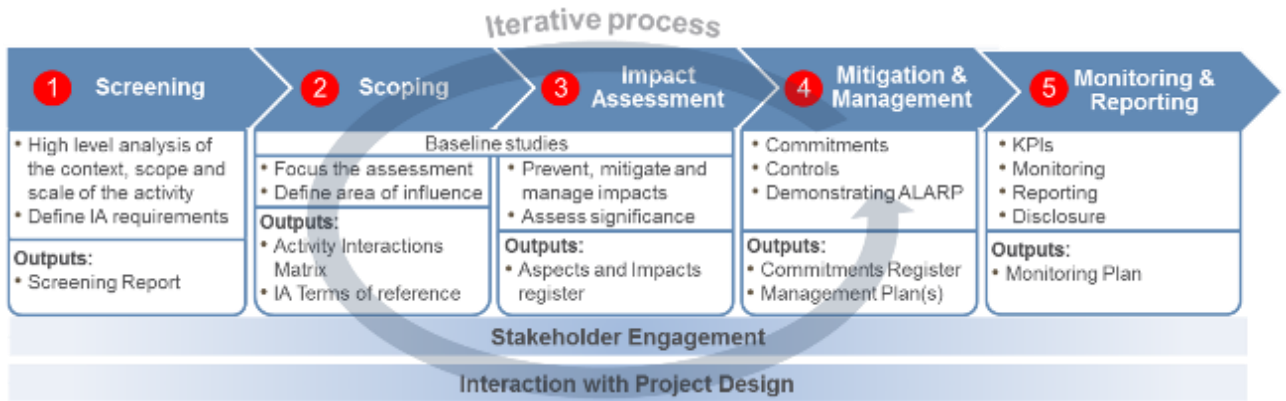 Iterative process
1 Screening
2 Scoping
3 Impact
Assessment
4 Mitigation &
Management
5 Monitoring &
Reporting
• High level analysis of
the context, scope and
scale of the activity
• Define IA requirements
Outputs:
• Screening Report
Baseline studies
• Focus the assessment
• Define area of influence
Outputs:
• Activity Interactions
Matrix
• IA Terms of reference
• Prevent, mitigate and
manage impacts
• Assess significance
Outputs:
• Aspects and Impacts
register
• Commitments
• Controls
• Demonstrating ALARP
Outputs:
• Commitments Register
• Management Plan(s)
• KPIs
• Monitoring
• Reporting
• Disclosure
Outputs:
• Monitoring Plan
Stakeholder Engagement
Interaction with Project Design